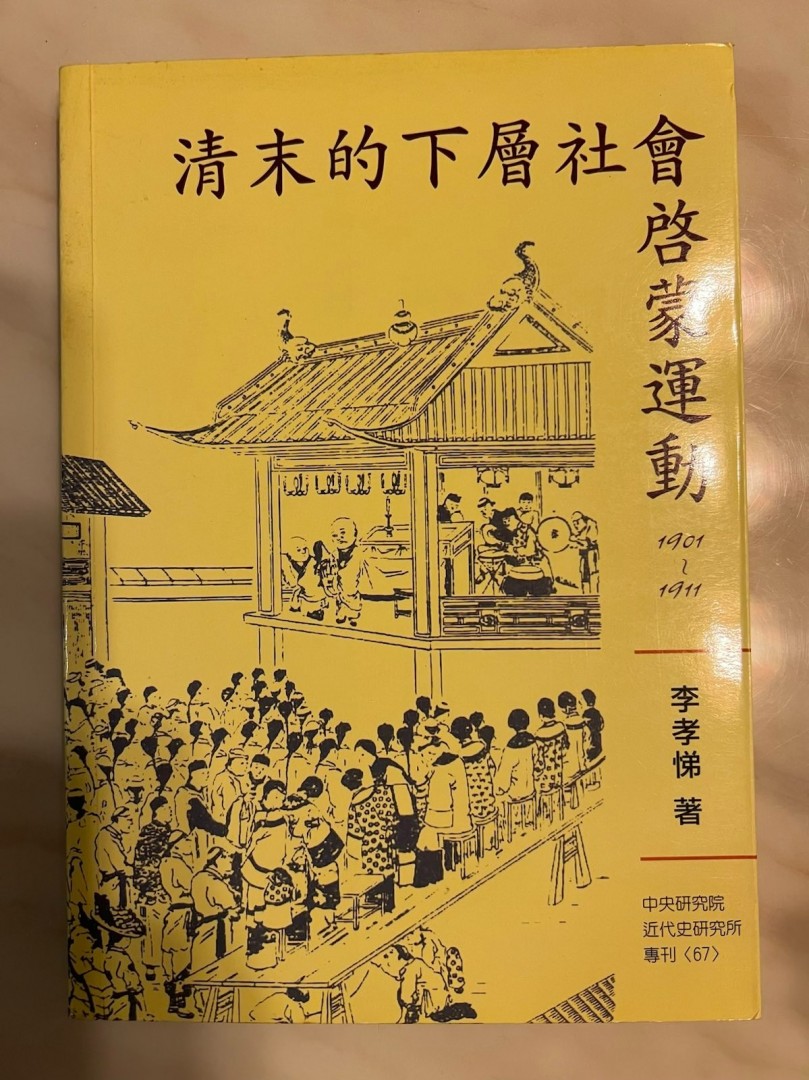 清末的下層社會
啓蒙運動
1901
~
1911
李孝悌 著
中央研究院
近代史研究所
專刊〈67〉